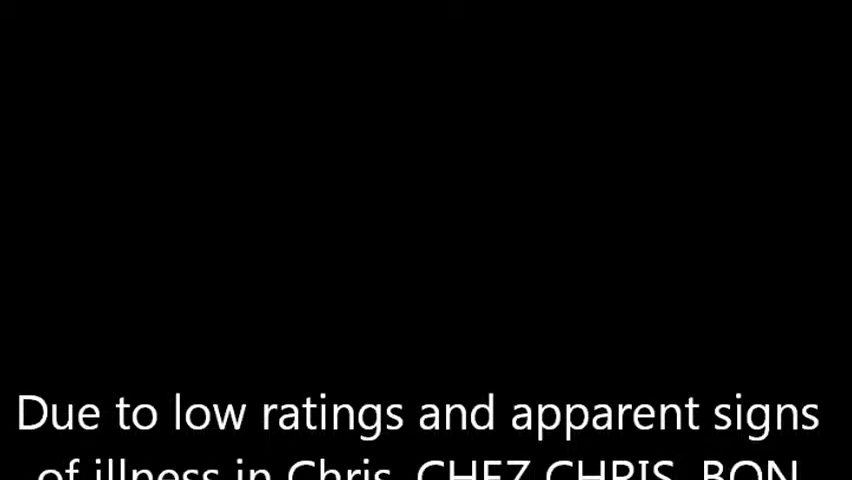 Due to low ratings and apparent signs
of illness in Chris, CHEZ CHRIS, BON